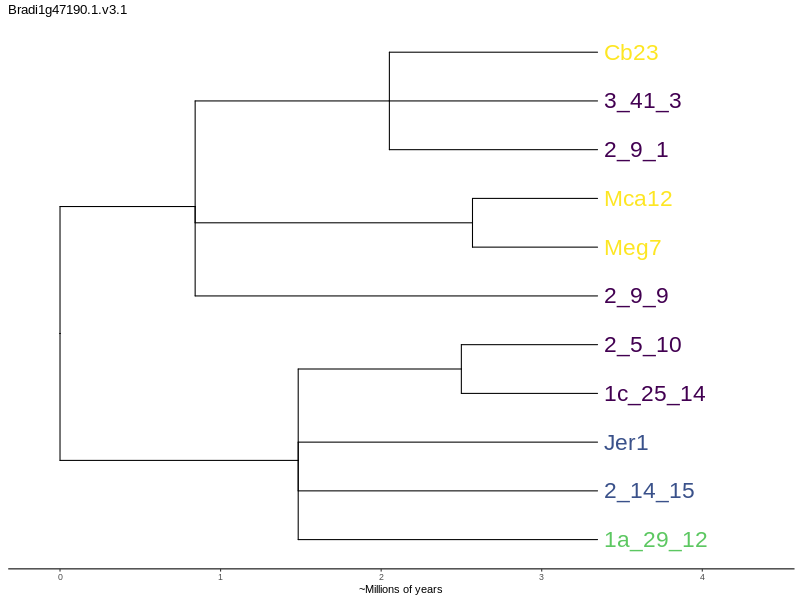 Bradi1g47190.1.v3.1
Cb23
3_41_3
2_9_1
Mca12
Meg7
2_9_9
2_5_10
1c_25_14
Jer1
2_14_15
1a_29_12
0 1 2 3 4
~Millions of years